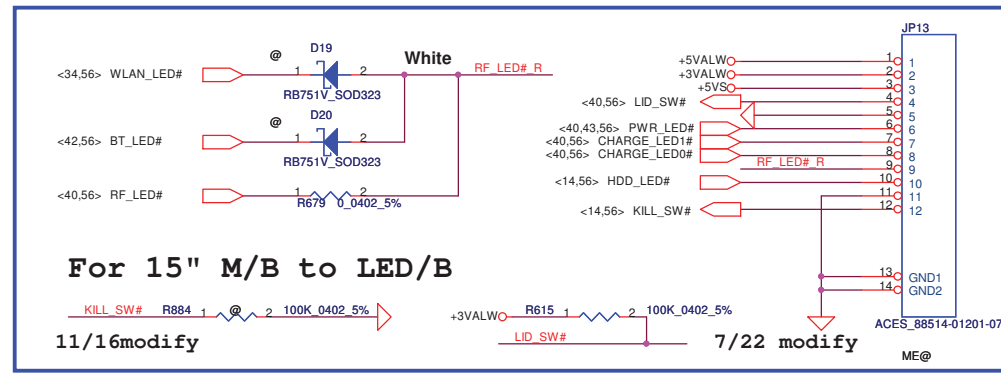 JP13
@ D19
White
<34,56> WLAN_LED# 1 2 RF_LED#_R
RB751V_SOD323
@ D20
<42,56> BT_LED# 1 2
RB751V_SOD323
<40,56> RF_LED# 1 2
R679 0_0402_5%
+5VALW 1 1
+3VALW 2 2
+5VS 3 3
<40,56> LID_SW# 4 4
5 5
<40,43,56> PWR_LED# 6 6
<40,56> CHARGE_LED1# 7 7
<40,56> CHARGE_LED0# 8 8
RF_LED#_R 9 9
<14,56> HDD_LED# 10 10
11 11
<14,56> KILL_SW# 12 12
13 GND1
14 GND2
ACES_88514-01201-07
ME@
For 15" M/B to LED/B
KILL_SW# R884 1 @ 2 100K_0402_5%
11/16modify
+3VALW R615 1 2 100K_0402_5%
LID_SW#
7/22 modify